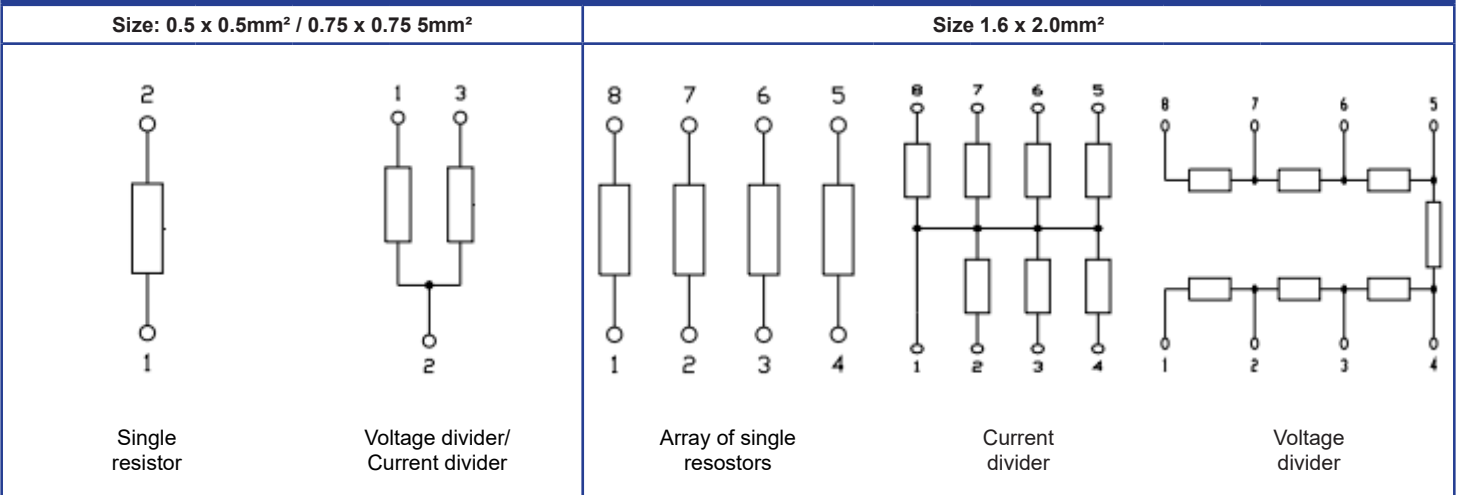 Size: 0.5 x 0.5mm² / 0.75 x 0.75 5mm²
Size 1.6 x 2.0mm²
2
1
Single
resistor
1 3
2
Voltage divider/
Current divider
8 7 6 5
1 2 3 4
Array of single
resostors
8 7 6 5
1 2 3 4
Current
divider
8 7 6 5
1 2 3 4
Voltage
divider